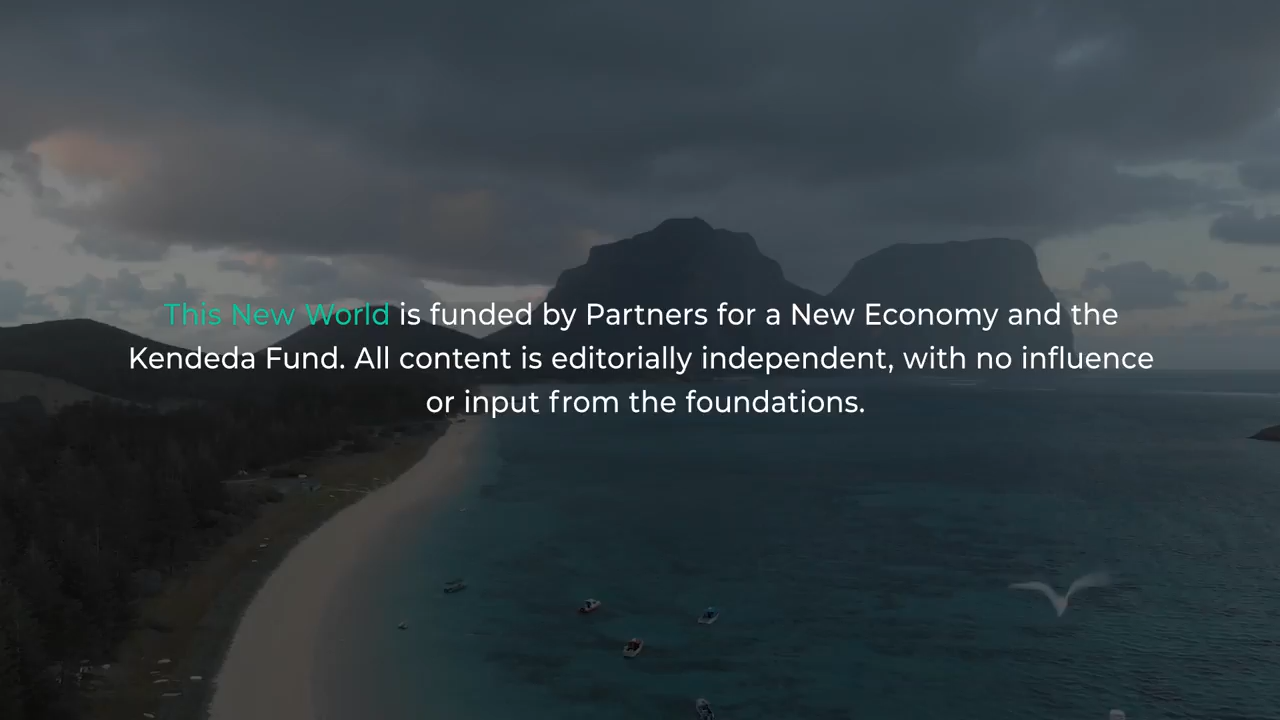 This New World is funded by Partners for a New Economy and the
Kendeda Fund. All content is editorially independent, with no influence
or input from the foundations.